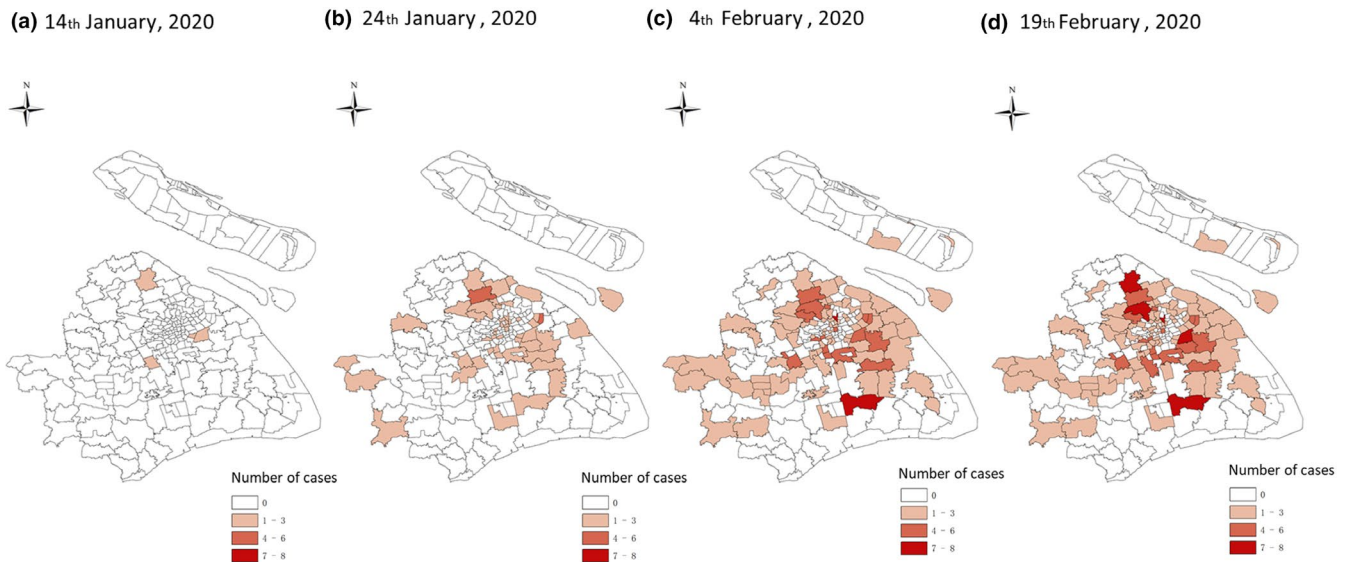 (a) 14th January, 2020
(b) 24th January, 2020
(c) 4th February, 2020
(d) 19th February, 2020
N
N
N
N
Number of cases
0
1 - 3
4 - 6
7 - 8
Number of cases
0
1 - 3
4 - 6
7 - 8
Number of cases
0
1 - 3
4 - 6
7 - 8
Number of cases
0
1 - 3
4 - 6
7 - 8